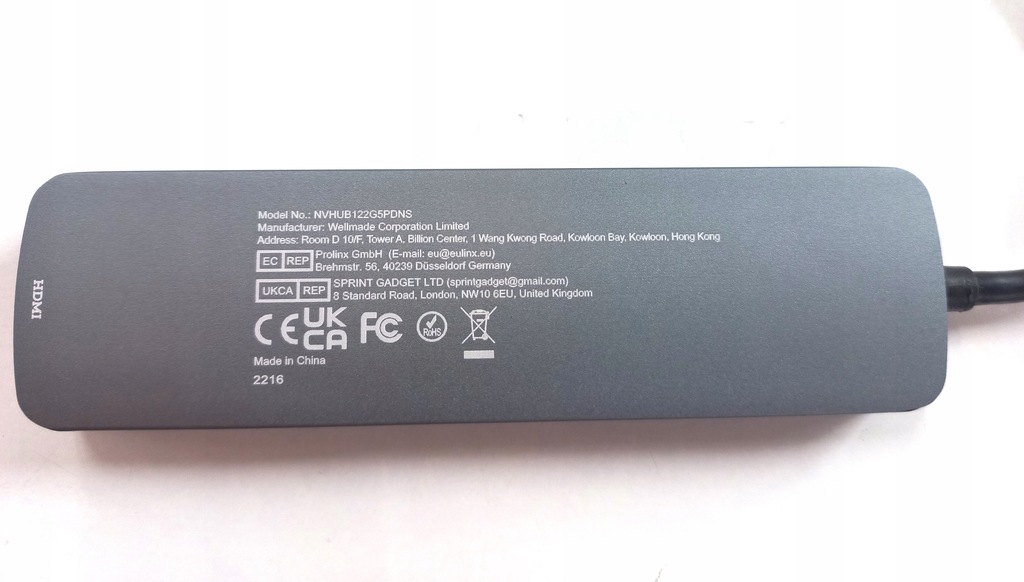 HDMI
Model No.: NVHUB122G5PDNS
Manufacturer: Wellmade Corporation Limited
Address: Room D 10/F, Tower A, Billion Center, 1 Wang Kwong Road, Kowloon Bay, Kowloon, Hong Kong
EC REP Prolinx GmbH (E-mail: eu@eulinx.eu)
Brehmstr. 56, 40239 Düsseldorf Germany
UKCA REP SPRINT GADGET LTD (sprintgadget@gmail.com)
8 Standard Road, London, NW10 6EU, United Kingdom
CE UK CA FC RoHS
Made in China
2216